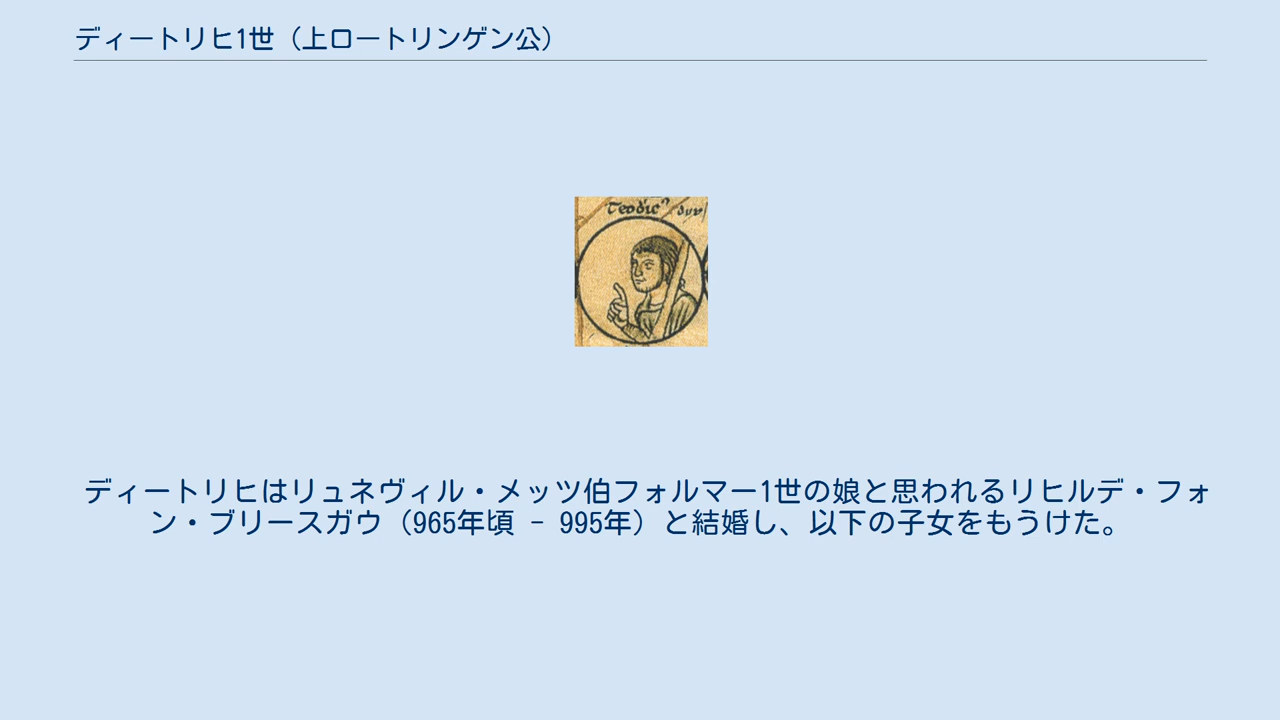 ディートリヒ1世（上ロートリンゲン公）
ディートリヒはリュネヴィル・メッツ伯フォルマー1世の娘と思われるリヒルデ・フォ
ン・ブリースガウ（965年頃 - 995年）と結婚し、以下の子女をもうけた。